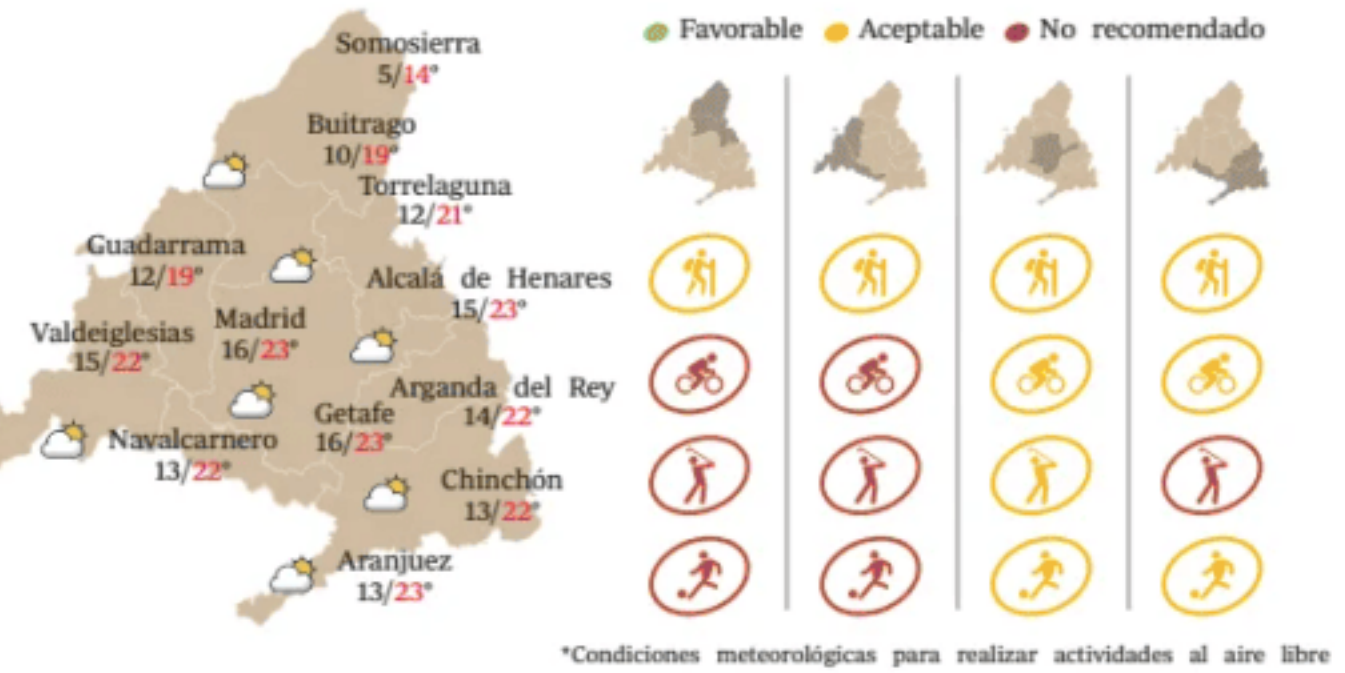 Somosierra
5/14°
Buitrago
10/19°
Torrelaguna
12/21°
Guadarrama
12/19°
Alcalá de Henares
15/23°
Madrid
16/23°
Valdeiglesias
15/22°
Arganda del Rey
14/22°
Getafe
16/23°
Navalcarnero
13/22°
Chinchón
13/22°
Aranjuez
13/23°
Favorable Aceptable No recomendado
*Condiciones meteorológicas para realizar actividades al aire libre